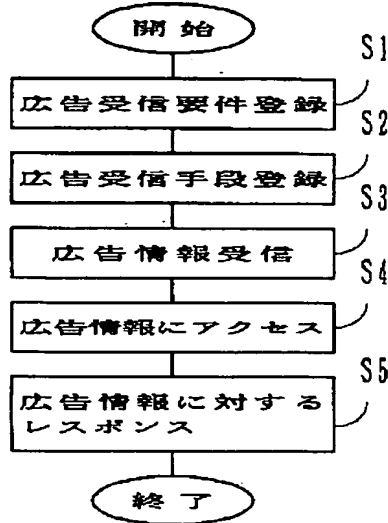 開始
S1
広告受信要件登録
S2
広告受信手段登録
S3
広告情報受信
S4
広告情報にアクセス
S5
広告情報に対する
レスポンス
終了